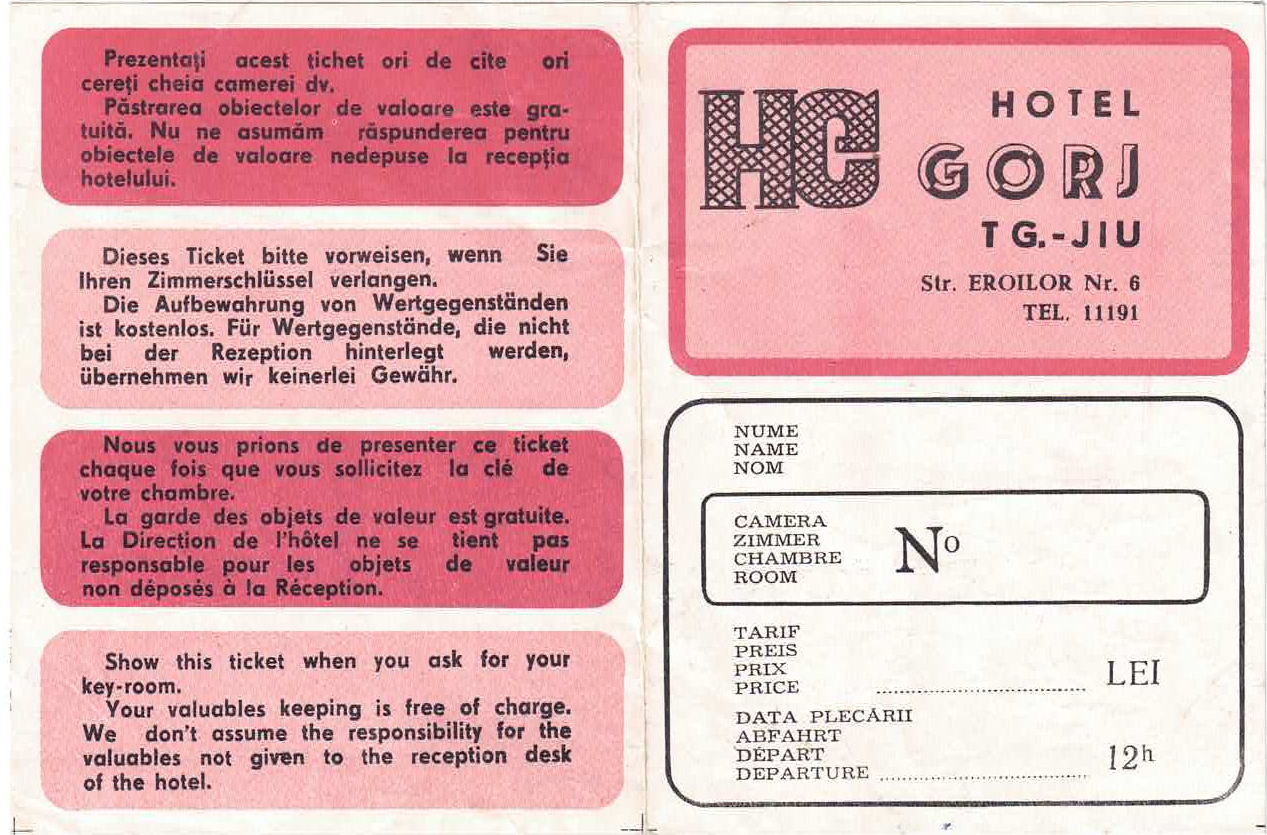 Prezentați acest tichet ori de cite ori
cereți cheia camerei dv.
Păstrarea obiectelor de valoare este gra-
tuită. Nu ne asumăm răspunderea pentru
obiectele de valoare nedepuse la recepția
hotelului.
Dieses Ticket bitte vorweisen, wenn Sie
Ihren Zimmerschlüssel verlangen.
Die Aufbewahrung von Wertgegenständen
ist kostenlos. Für Wertgegenstände, die nicht
bei der Rezeption hinterlegt werden,
übernehmen wir keinerlei Gewähr.
Nous vous prions de presenter ce ticket
chaque fois que vous sollicitez la clé de
votre chambre.
La garde des objets de valeur est gratuite.
La Direction de l'hôtel ne se tient pas
responsable pour les objets de valeur
non déposés à la Réception.
Show this ticket when you ask for your
key-room.
Your valuables keeping is free of charge.
We don't assume the responsibility for the
valuables not given to the reception desk
of the hotel.
HG
HOTEL
GORJ
TG.-JIU
Str. EROILOR Nr. 6
TEL. 11191
NUME
NAME
NOM
CAMERA
ZIMMER
CHAMBRE
ROOM
No
TARIF
PREIS
PRIX
PRICE ........................ LEI
DATA PLECĂRII
ABFAHRT
DÉPART
DEPARTURE ........................ 12h